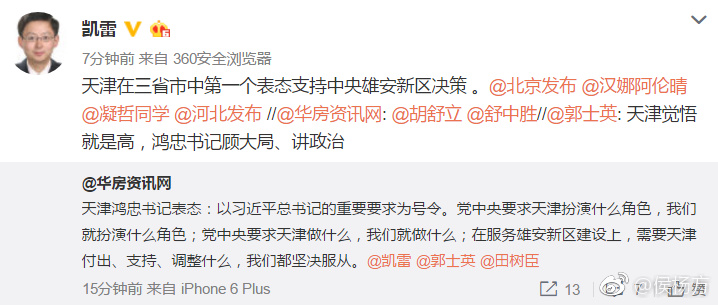 凯雷
7分钟前 来自 360安全浏览器
天津在三省市中第一个表态支持中央雄安新区决策 。@北京发布 @汉娜阿伦晴
@凝哲同学 @河北发布 //@华房资讯网: @胡舒立 @舒中胜//@郭士英: 天津觉悟
就是高，鸿忠书记顾大局、讲政治
@华房资讯网
天津鸿忠书记表态：以习近平总书记的重要要求为号令。党中央要求天津扮演什么角色，我们
就扮演什么角色；党中央要求天津做什么，我们就做什么；在服务雄安新区建设上，需要天津
付出、支持、调整什么，我们都坚决服从。@凯雷 @郭士英 @田树臣
15分钟前 来自 iPhone 6 Plus
13
7
赞
@侯杨方